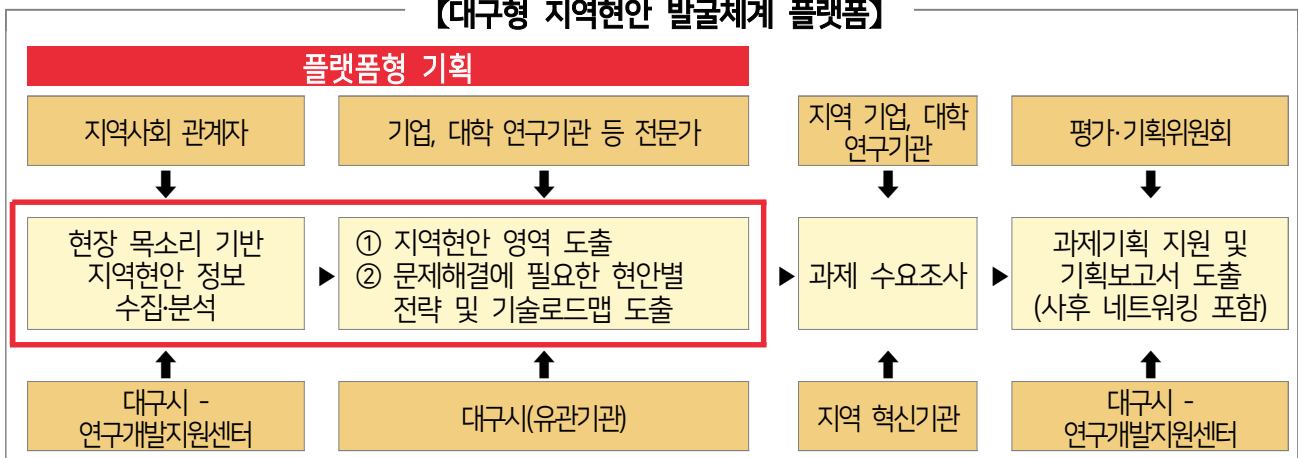 【대구형 지역현안 발굴체계 플랫폼】
플랫폼형 기획
지역사회 관계자
기업, 대학 연구기관 등 전문가
지역 기업, 대학
연구기관
평가·기획위원회
현장 목소리 기반
지역현안 정보
수집·분석
① 지역현안 영역 도출
② 문제해결에 필요한 현안별
전략 및 기술로드맵 도출
과제 수요조사
과제기획 지원 및
기획보고서 도출
(사후 네트워킹 포함)
대구시 -
연구개발지원센터
대구시(유관기관)
지역 혁신기관
대구시 -
연구개발지원센터